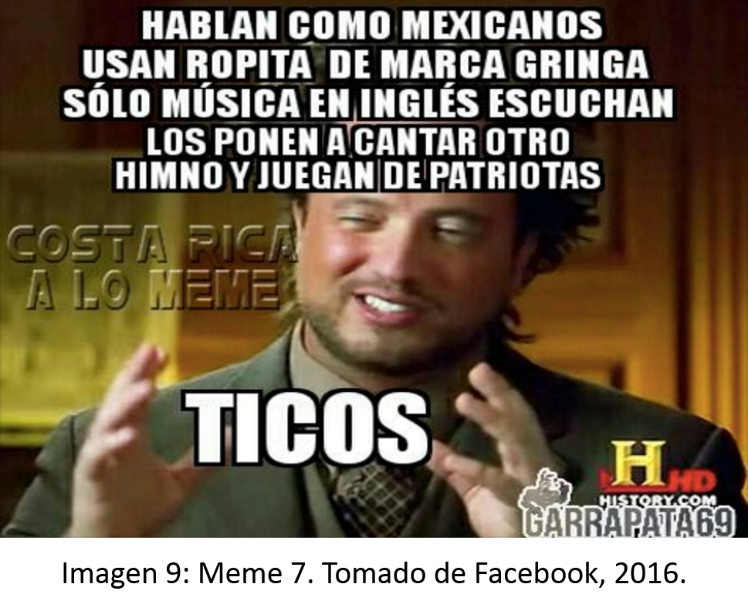 HABLAN COMO MEXICANOS
USAN ROPITA DE MARCA GRINGA
SÓLO MÚSICA EN INGLÉS ESCUCHAN
LOS PONEN A CANTAR OTRO
HIMNO Y JUEGAN DE PATRIOTAS
COSTA RICA
A LO MEME
TICOS
H HD
HISTORY.COM
GARRAPATA69
Imagen 9: Meme 7. Tomado de Facebook, 2016.